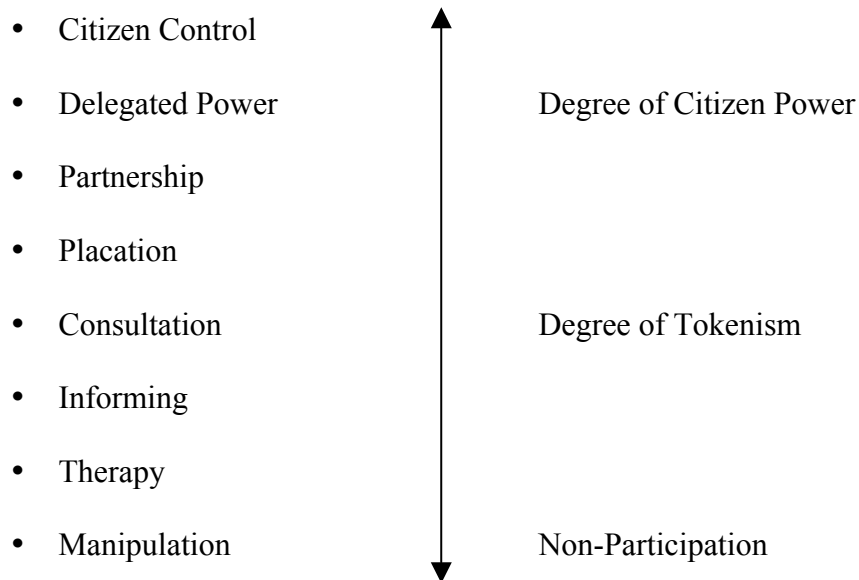 • Citizen Control
• Delegated Power Degree of Citizen Power
• Partnership
• Placation
• Consultation Degree of Tokenism
• Informing
• Therapy
• Manipulation Non-Participation